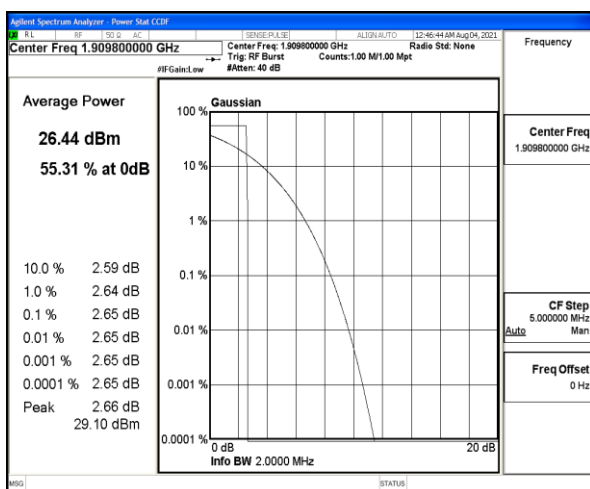 Agilent Spectrum Analyzer - Power Stat CCDF
LXI RL RF 50 Ω AC SENSE:PULSE ALIGN AUTO 12:46:44 AM Aug 04, 2021
Center Freq 1.909800000 GHz
Center Freq: 1.909800000 GHz Radio Std: None
Trig: RF Burst Counts:1.00 M/1.00 Mpt
#IFGain:Low #Atten: 40 dB
Frequency
Average Power
26.44 dBm
55.31 % at 0dB
10.0 % 2.59 dB
1.0 % 2.64 dB
0.1 % 2.65 dB
0.01 % 2.65 dB
0.001 % 2.65 dB
0.0001 % 2.65 dB
Peak 2.66 dB
29.10 dBm
Gaussian
100 %
10 %
1 %
0.1 %
0.01 %
0.001 %
0.0001 %
0 dB 20 dB
Info BW 2.0000 MHz
Center Freq
1.909800000 GHz
CF Step
5.000000 MHz
Auto Man
Freq Offset
0 Hz
MSG STATUS